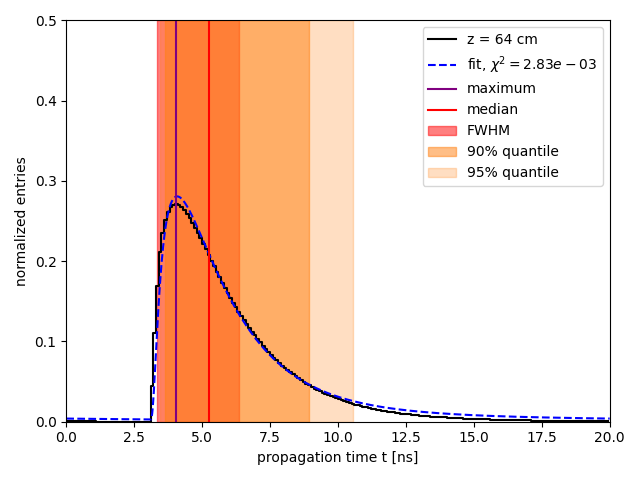 0.5
0.4
0.3
0.2
0.1
0.0
normalized entries
0.0 2.5 5.0 7.5 10.0 12.5 15.0 17.5 20.0
propagation time t [ns]
z = 64 cm
fit, χ² = 2.83e − 03
maximum
median
FWHM
90% quantile
95% quantile